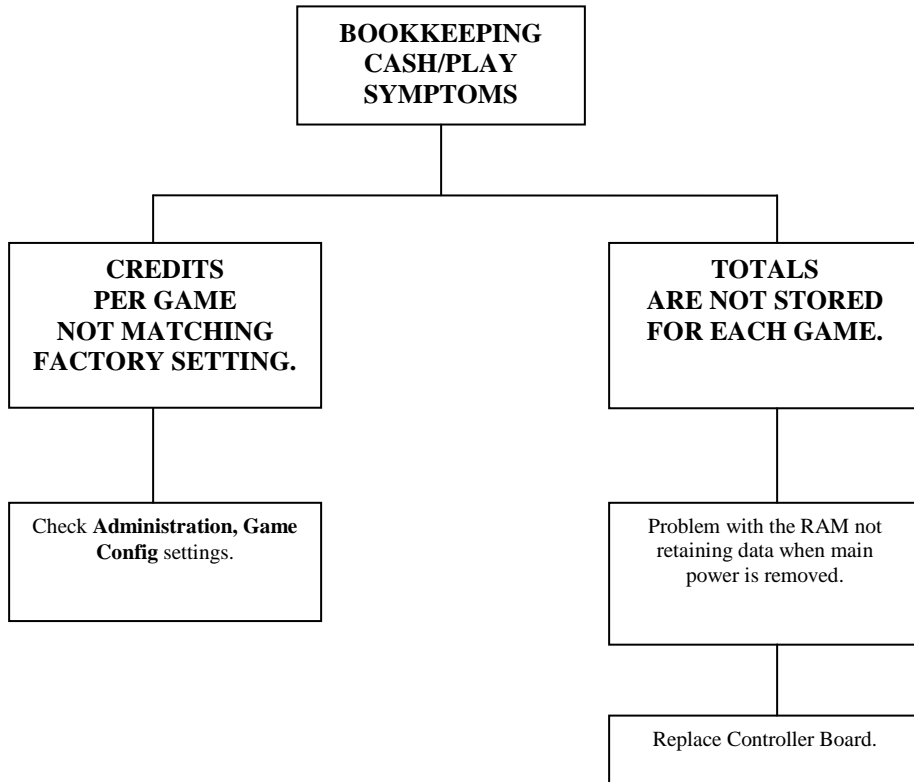 BOOKKEEPING
CASH/PLAY
SYMPTOMS
CREDITS
PER GAME
NOT MATCHING
FACTORY SETTING.
TOTALS
ARE NOT STORED
FOR EACH GAME.
Check Administration, Game
Config settings.
Problem with the RAM not
retaining data when main
power is removed.
Replace Controller Board.